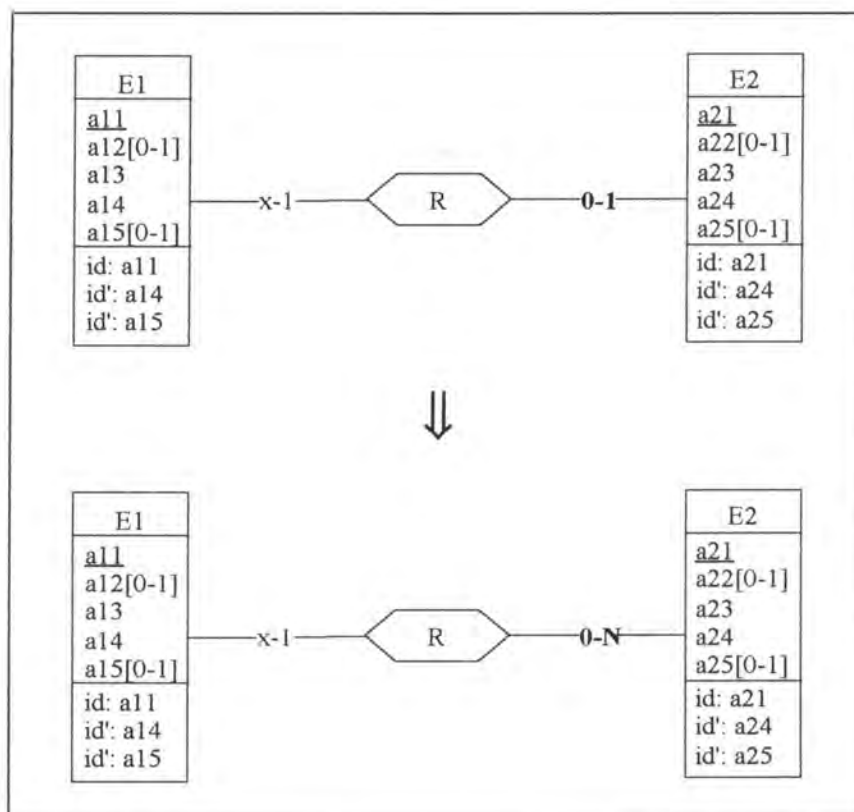 E1
a11
a12[0-1]
a13
a14
a15[0-1]
id: a11
id': a14
id': a15
x-1
R
0-1
E2
a21
a22[0-1]
a23
a24
a25[0-1]
id: a21
id': a24
id': a25
⇓
E1
a11
a12[0-1]
a13
a14
a15[0-1]
id: a11
id': a14
id': a15
x-1
R
0-N
E2
a21
a22[0-1]
a23
a24
a25[0-1]
id: a21
id': a24
id': a25